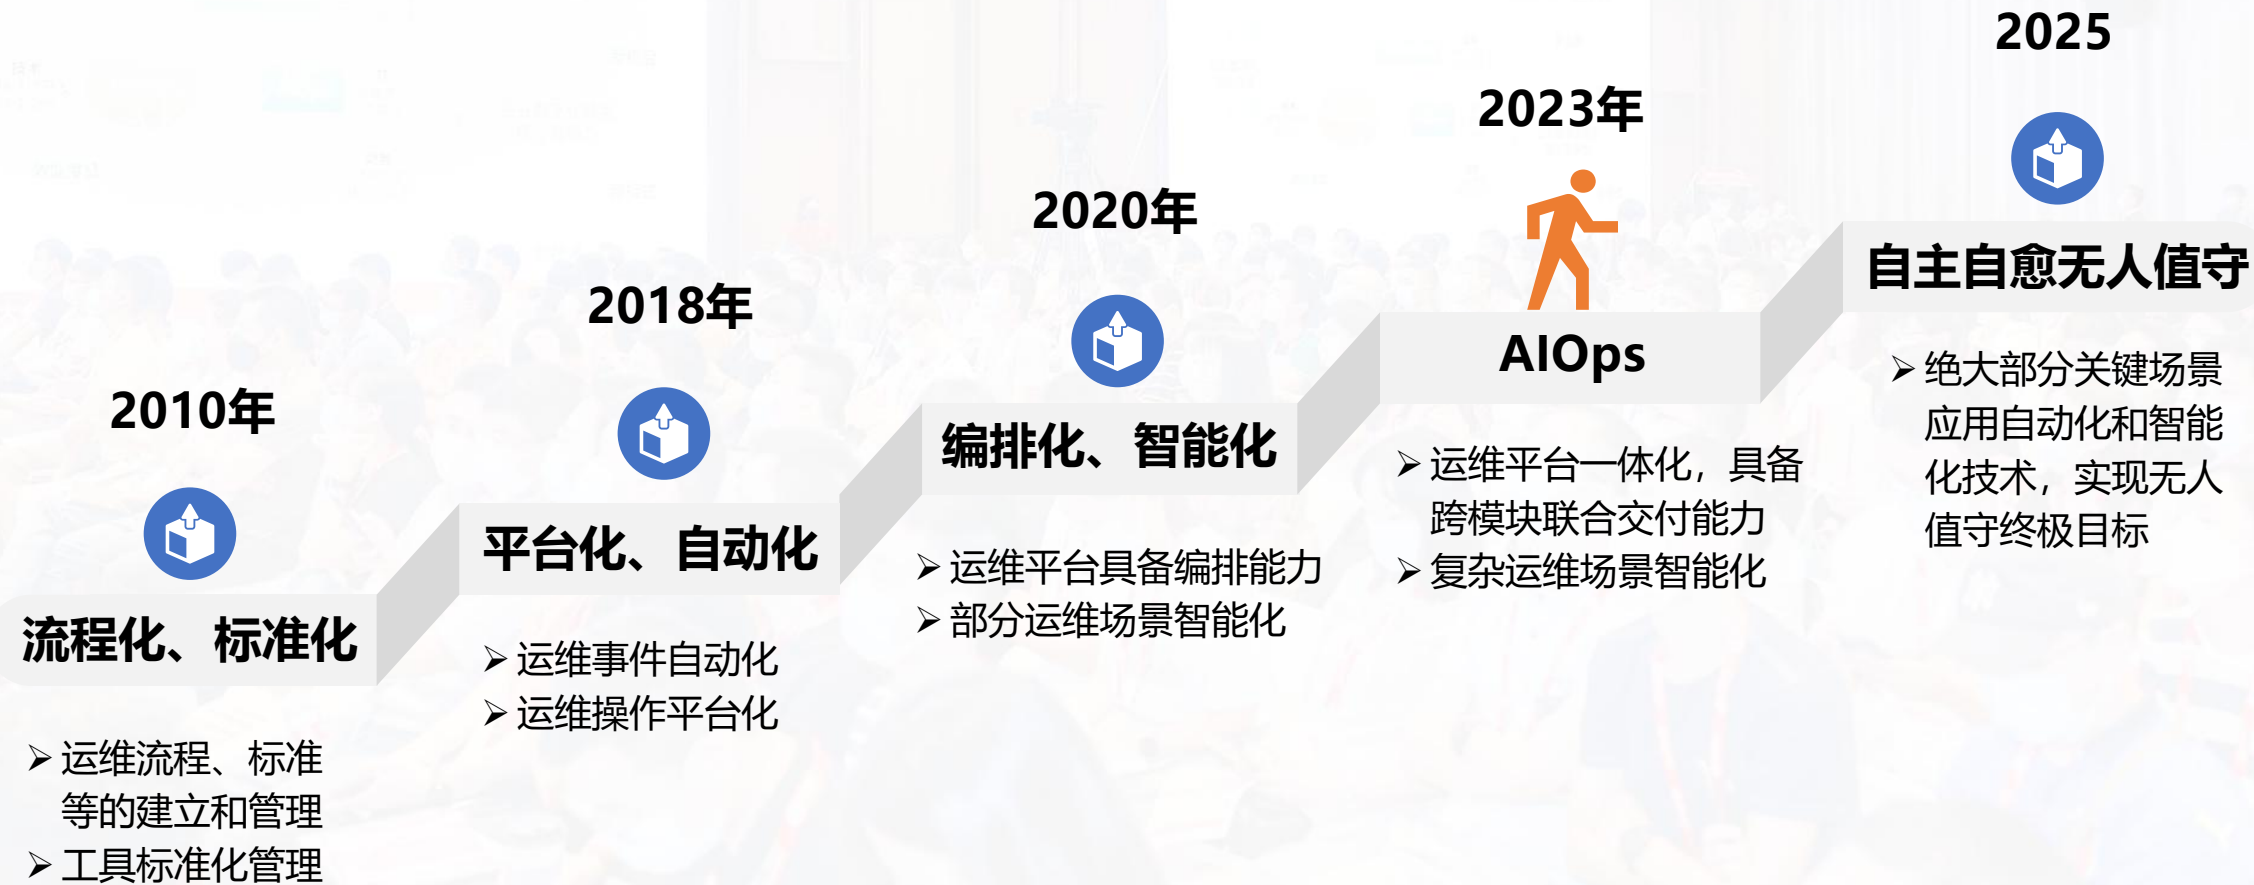 2010年
流程化、标准化
➢ 运维流程、标准
等的建立和管理
➢ 工具标准化管理
2018年
平台化、自动化
➢ 运维事件自动化
➢ 运维操作平台化
2020年
编排化、智能化
➢ 运维平台具备编排能力
➢ 部分运维场景智能化
2023年
AIOps
➢ 运维平台一体化，具备
跨模块联合交付能力
➢ 复杂运维场景智能化
2025
自主自愈无人值守
➢ 绝大部分关键场景
应用自动化和智能
化技术，实现无人
值守终极目标